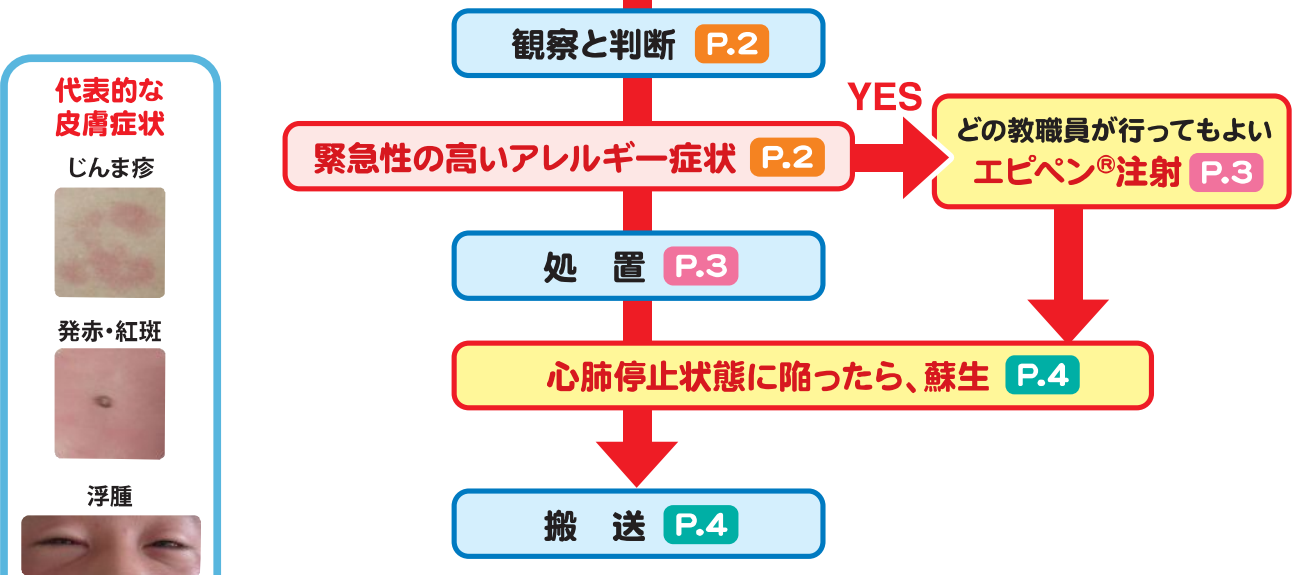 代表的な
皮膚症状
じんま疹
発赤・紅斑
浮腫
観察と判断 P.2
緊急性の高いアレルギー症状 P.2
YES
どの教職員が行ってもよい
エピペン®注射 P.3
処　置 P.3
心肺停止状態に陥ったら、蘇生 P.4
搬　送 P.4